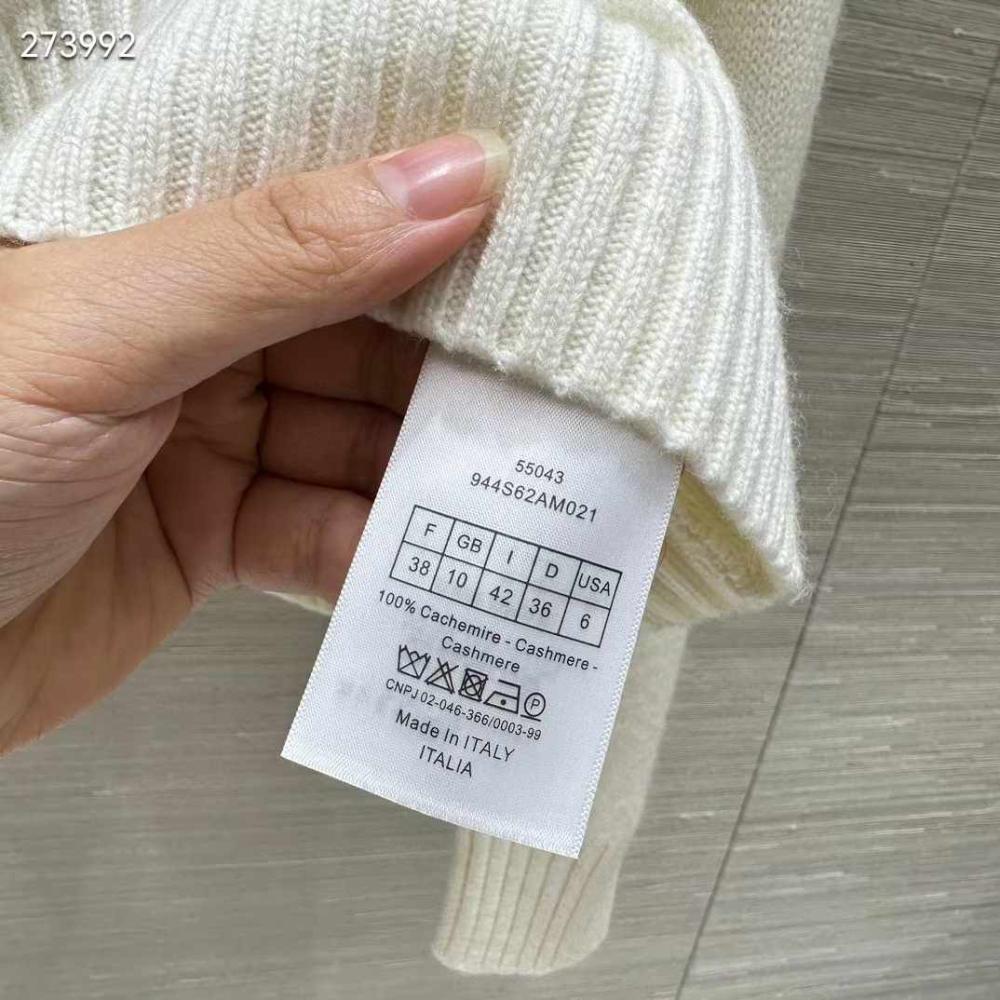 273992
55043
944S62AM021
F GB I D USA
38 10 42 36 6
100% Cachemire - Cashmere -
Cashmere
P
CNPJ 02-046-366/0003-99
Made In ITALY
ITALIA